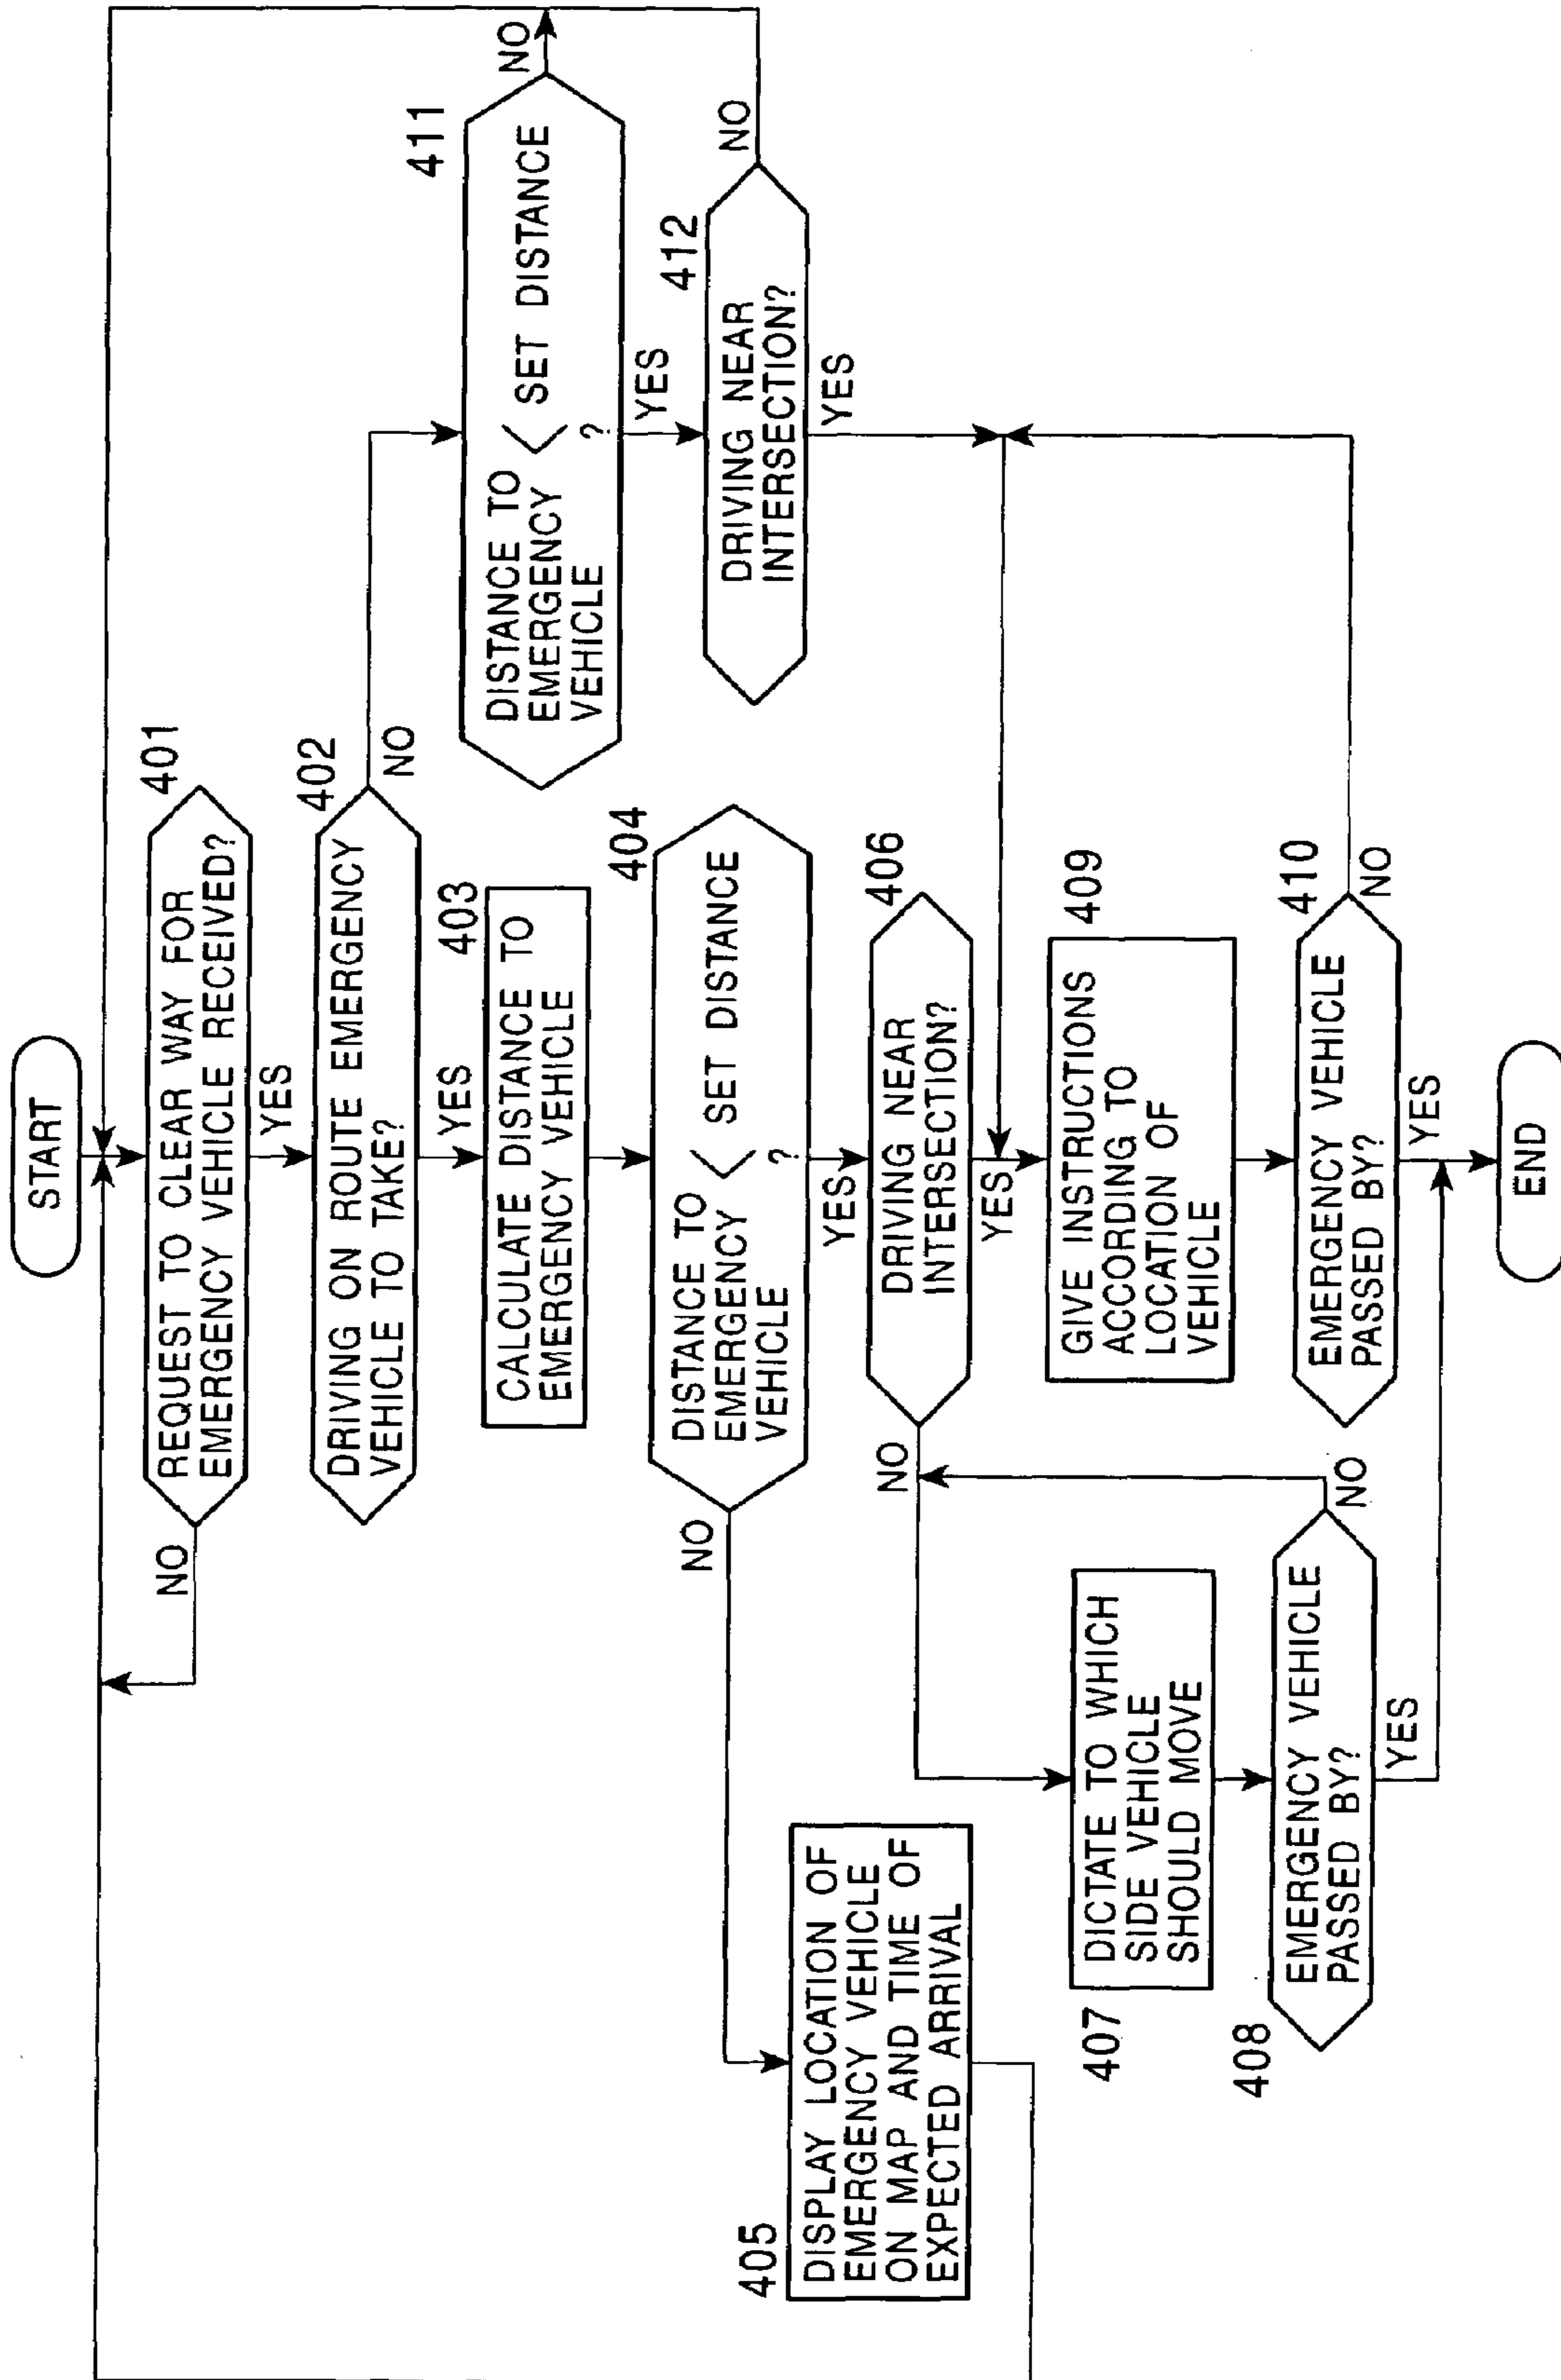 START
401
REQUEST TO CLEAR WAY FOR
EMERGENCY VEHICLE RECEIVED?
NO
YES
402
DRIVING ON ROUTE EMERGENCY
VEHICLE TO TAKE?
NO
YES
403
CALCULATE DISTANCE TO
EMERGENCY VEHICLE
404
DISTANCE TO
EMERGENCY < SET DISTANCE
VEHICLE ?
NO
YES
405
DISPLAY LOCATION OF
EMERGENCY VEHICLE
ON MAP AND TIME OF
EXPECTED ARRIVAL
406
DRIVING NEAR
INTERSECTION?
NO
YES
407
DICTATE TO WHICH
SIDE VEHICLE
SHOULD MOVE
408
EMERGENCY VEHICLE
PASSED BY?
NO
YES
409
GIVE INSTRUCTIONS
ACCORDING TO
LOCATION OF
VEHICLE
410
EMERGENCY VEHICLE
PASSED BY?
NO
YES
411
DISTANCE TO
EMERGENCY < SET DISTANCE
VEHICLE ?
NO
YES
412
DRIVING NEAR
INTERSECTION?
NO
YES
END